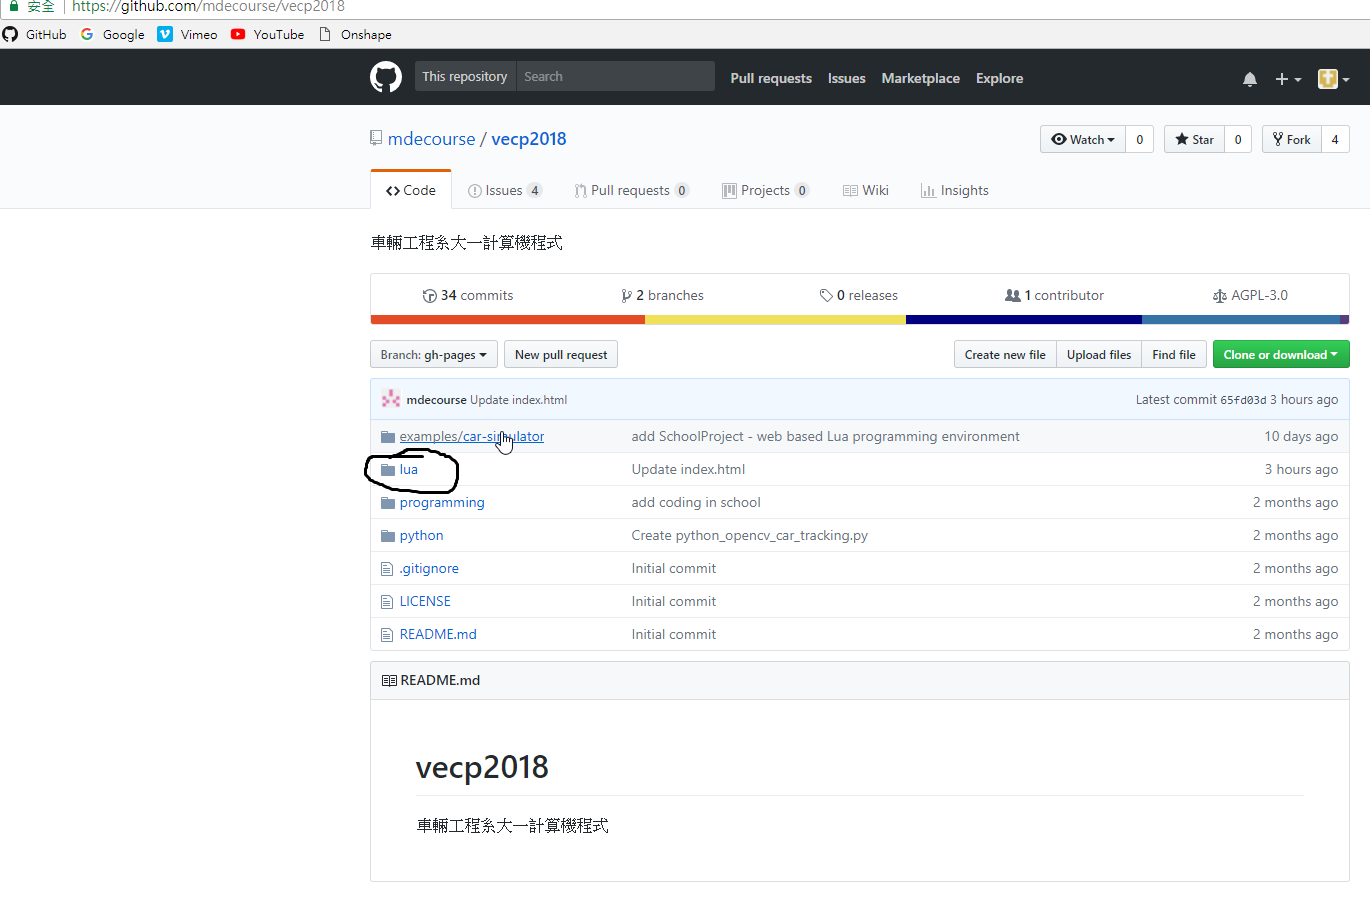 安全 https://github.com/mdecourse/vecp2018
GitHub Google Vimeo YouTube Onshape
This repository Search Pull requests Issues Marketplace Explore
mdecourse / vecp2018 Watch 0 Star 0 Fork 4
Code Issues 4 Pull requests 0 Projects 0 Wiki Insights
車輛工程系大一計算機程式
34 commits 2 branches 0 releases 1 contributor AGPL-3.0
Branch: gh-pages New pull request Create new file Upload files Find file Clone or download
mdecourse Update index.html Latest commit 65fd03d 3 hours ago
examples/car-simulator add SchoolProject - web based Lua programming environment 10 days ago
lua Update index.html 3 hours ago
programming add coding in school 2 months ago
python Create python_opencv_car_tracking.py 2 months ago
.gitignore Initial commit 2 months ago
LICENSE Initial commit 2 months ago
README.md Initial commit 2 months ago
README.md
vecp2018
車輛工程系大一計算機程式